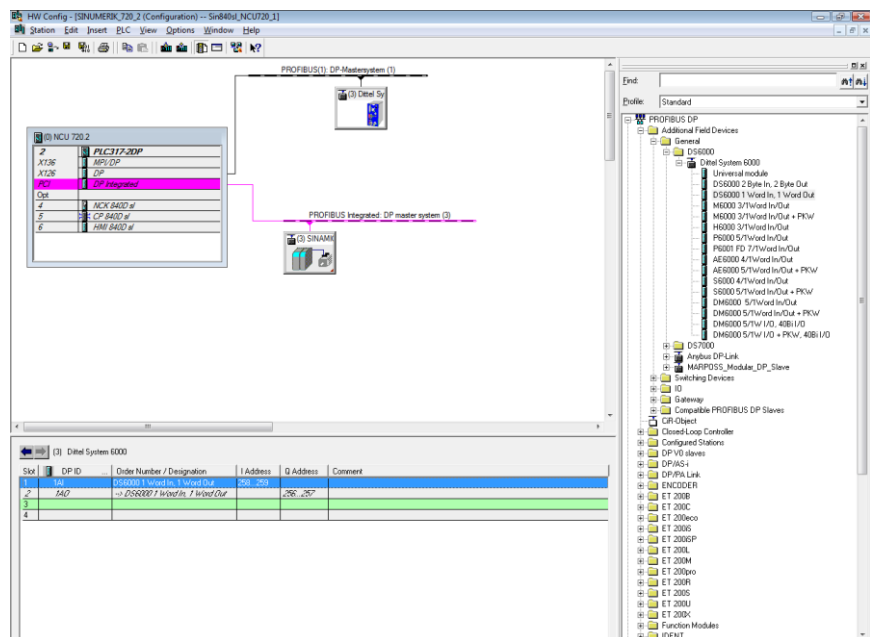 HW Config - [SINUMERIK_720_2 (Configuration) -- Sin840sl_NCU720_1]
Station Edit Insert PLC View Options Window Help
PROFIBUS(1): DP-Mastersystem (1)
(3) Dittel Sy
(0) NCU 720.2
2 PLC317-2DP
X136 MPI/DP
X126 DP
PCI DP Integrated
Opt
4 NCK 840D sl
5 CP 840D sl
6 HMI 840D sl
PROFIBUS Integrated: DP master system (3)
(3) SINAMI
Find:
Profile: Standard
PROFIBUS DP
Additional Field Devices
General
DS6000
Dittel System 6000
Universal module
DS6000 2 Byte In, 2 Byte Out
DS6000 1 Word In, 1 Word Out
M6000 3/1Word In/Out
M6000 3/1Word In/Out + PKW
H6000 3/1Word In/Out
P6000 5/1Word In/Out
P6001 FD 7/1Word In/Out
AE6000 4/1Word In/Out
AE6000 5/1Word In/Out + PKW
S6000 4/1Word In/Out
S6000 5/1Word In/Out + PKW
DM6000 5/1Word In/Out
DM6000 5/1Word In/Out + PKW
DM6000 5/1W I/O, 40Bi I/O
DM6000 5/1W I/O + PKW, 40Bi I/O
DS7000
Anybus DP-Link
MARPOSS_Modular_DP_Slave
Switching Devices
IO
Gateway
Compatible PROFIBUS DP Slaves
CiR-Object
Closed-Loop Controller
Configured Stations
DP V0 slaves
DP/AS-i
DP/PA Link
ENCODER
ET 200B
ET 200C
ET 200eco
ET 200iS
ET 200iSP
ET 200L
ET 200M
ET 200pro
ET 200R
ET 200S
ET 200U
ET 200X
Function Modules
IDENT
(3) Dittel System 6000
Slot DP ID ... Order Number / Designation I Address Q Address Comment
1 1AI DS6000 1 Word In, 1 Word Out 258...259
2 1AO --> DS6000 1 Word In, 1 Word Out 256...257
3
4